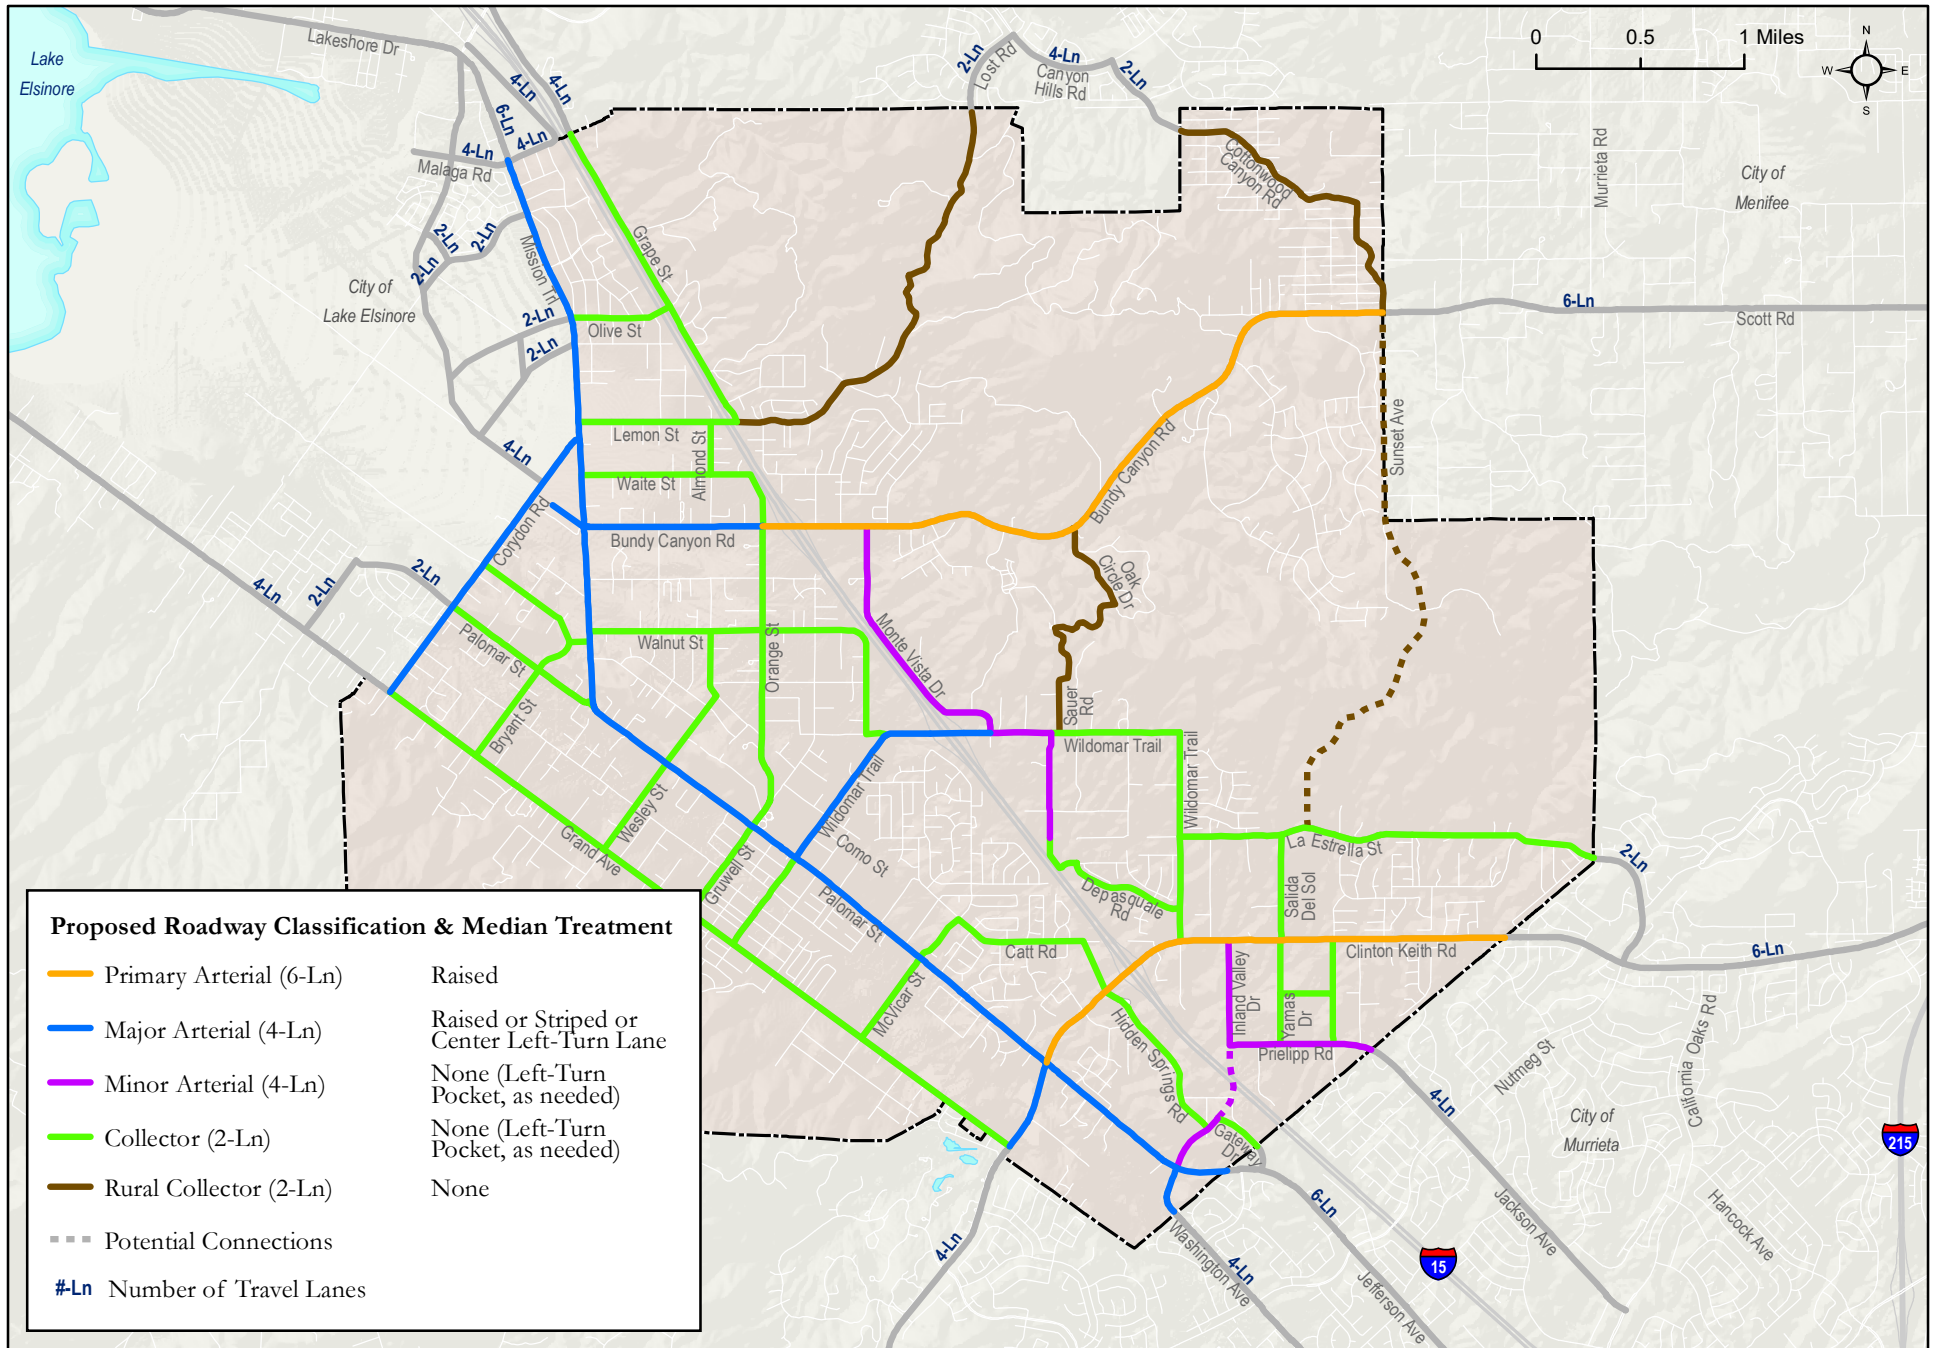 Lake
Elsinore
Lakeshore Dr
4-Ln
4-Ln
6-Ln
4-Ln
4-Ln
Malaga Rd
2-Ln
Lost Rd
4-Ln
Canyon
Hills Rd
2-Ln
0
0.5
1 Miles
N
W
E
S
Cottonwood
Canyon Rd
Murrieta Rd
City of
Menifee
2-Ln
2-Ln
2-Ln
Mission Trl
Grape St
City of
Lake Elsinore
2-Ln
Olive St
2-Ln
6-Ln
Scott Rd
Sunset Ave
Lemon St
Almond St
4-Ln
Waite St
Corydon Rd
Bundy Canyon Rd
Bundy Canyon Rd
Oak
Circle Dr
4-Ln
2-Ln
2-Ln
Palomar St
Walnut St
Orange St
Monte Vista Dr
Bryant St
Sauer
Rd
Wildomar Trail
Wildomar Trail
Wildomar Trail
Wesley St
Grand Ave
Gruwell St
Como St
Palomar St
La Estrella St
2-Ln
Depasquale
Rd
Salida
Del Sol
Catt Rd
Clinton Keith Rd
6-Ln
McVicar St
Hidden Springs Rd
Inland Valley
Dr
Yamas
Dr
Prielipp Rd
Nutmeg St
California Oaks Rd
4-Ln
City of
Murrieta
215
Gateway
Dr
6-Ln
Jackson Ave
Hancock Ave
4-Ln
Washington Ave
4-Ln
15
Jefferson Ave
Proposed Roadway Classification & Median Treatment
Primary Arterial (6-Ln) Raised
Major Arterial (4-Ln) Raised or Striped or
Center Left-Turn Lane
Minor Arterial (4-Ln) None (Left-Turn
Pocket, as needed)
Collector (2-Ln) None (Left-Turn
Pocket, as needed)
Rural Collector (2-Ln) None
Potential Connections
#-Ln Number of Travel Lanes